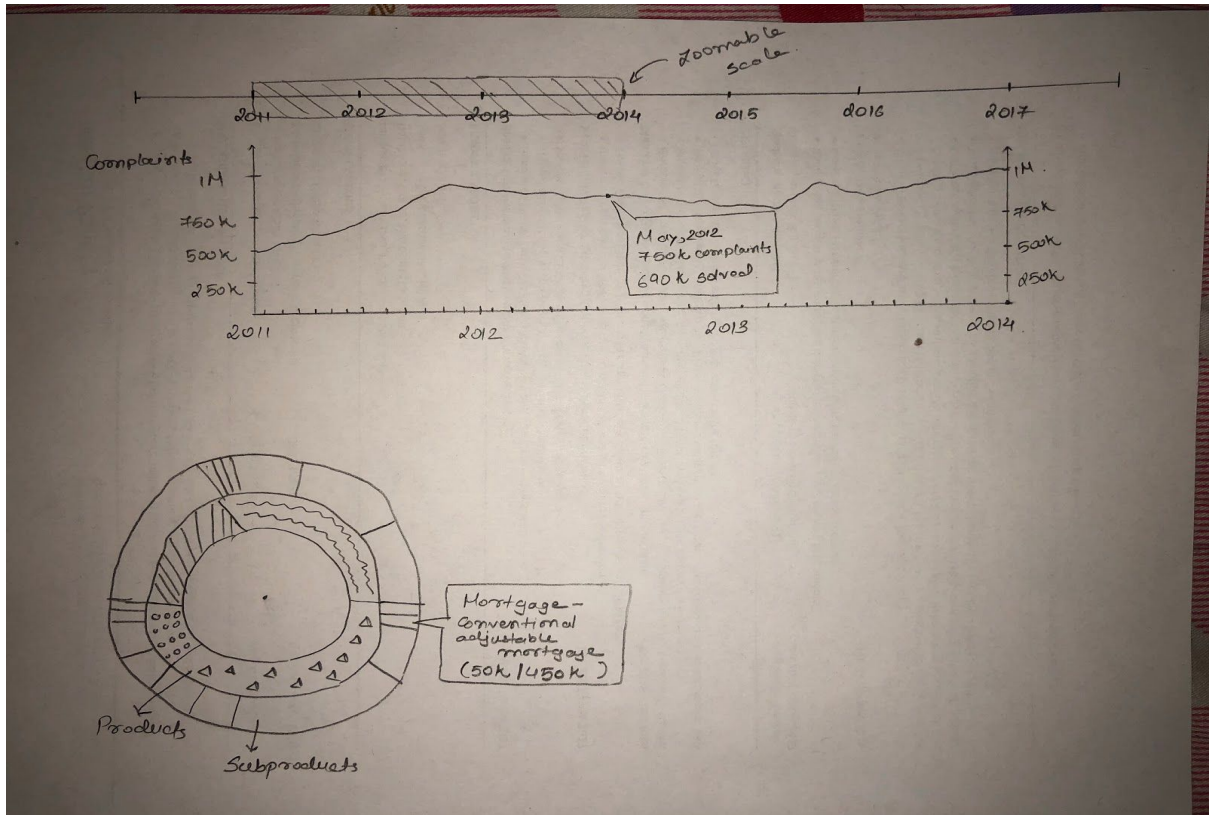 Zoomable
scale.
2011 2012 2013 2014 2015 2016 2017
Complaints
1M
750K
500K
250K
1M.
750K
500K
250K
May, 2012
750K complaints
690K solved.
2011 2012 2013 2014.
Mortgage -
Conventional
adjustable
mortgage
(50K/450K)
Products
Subproducts